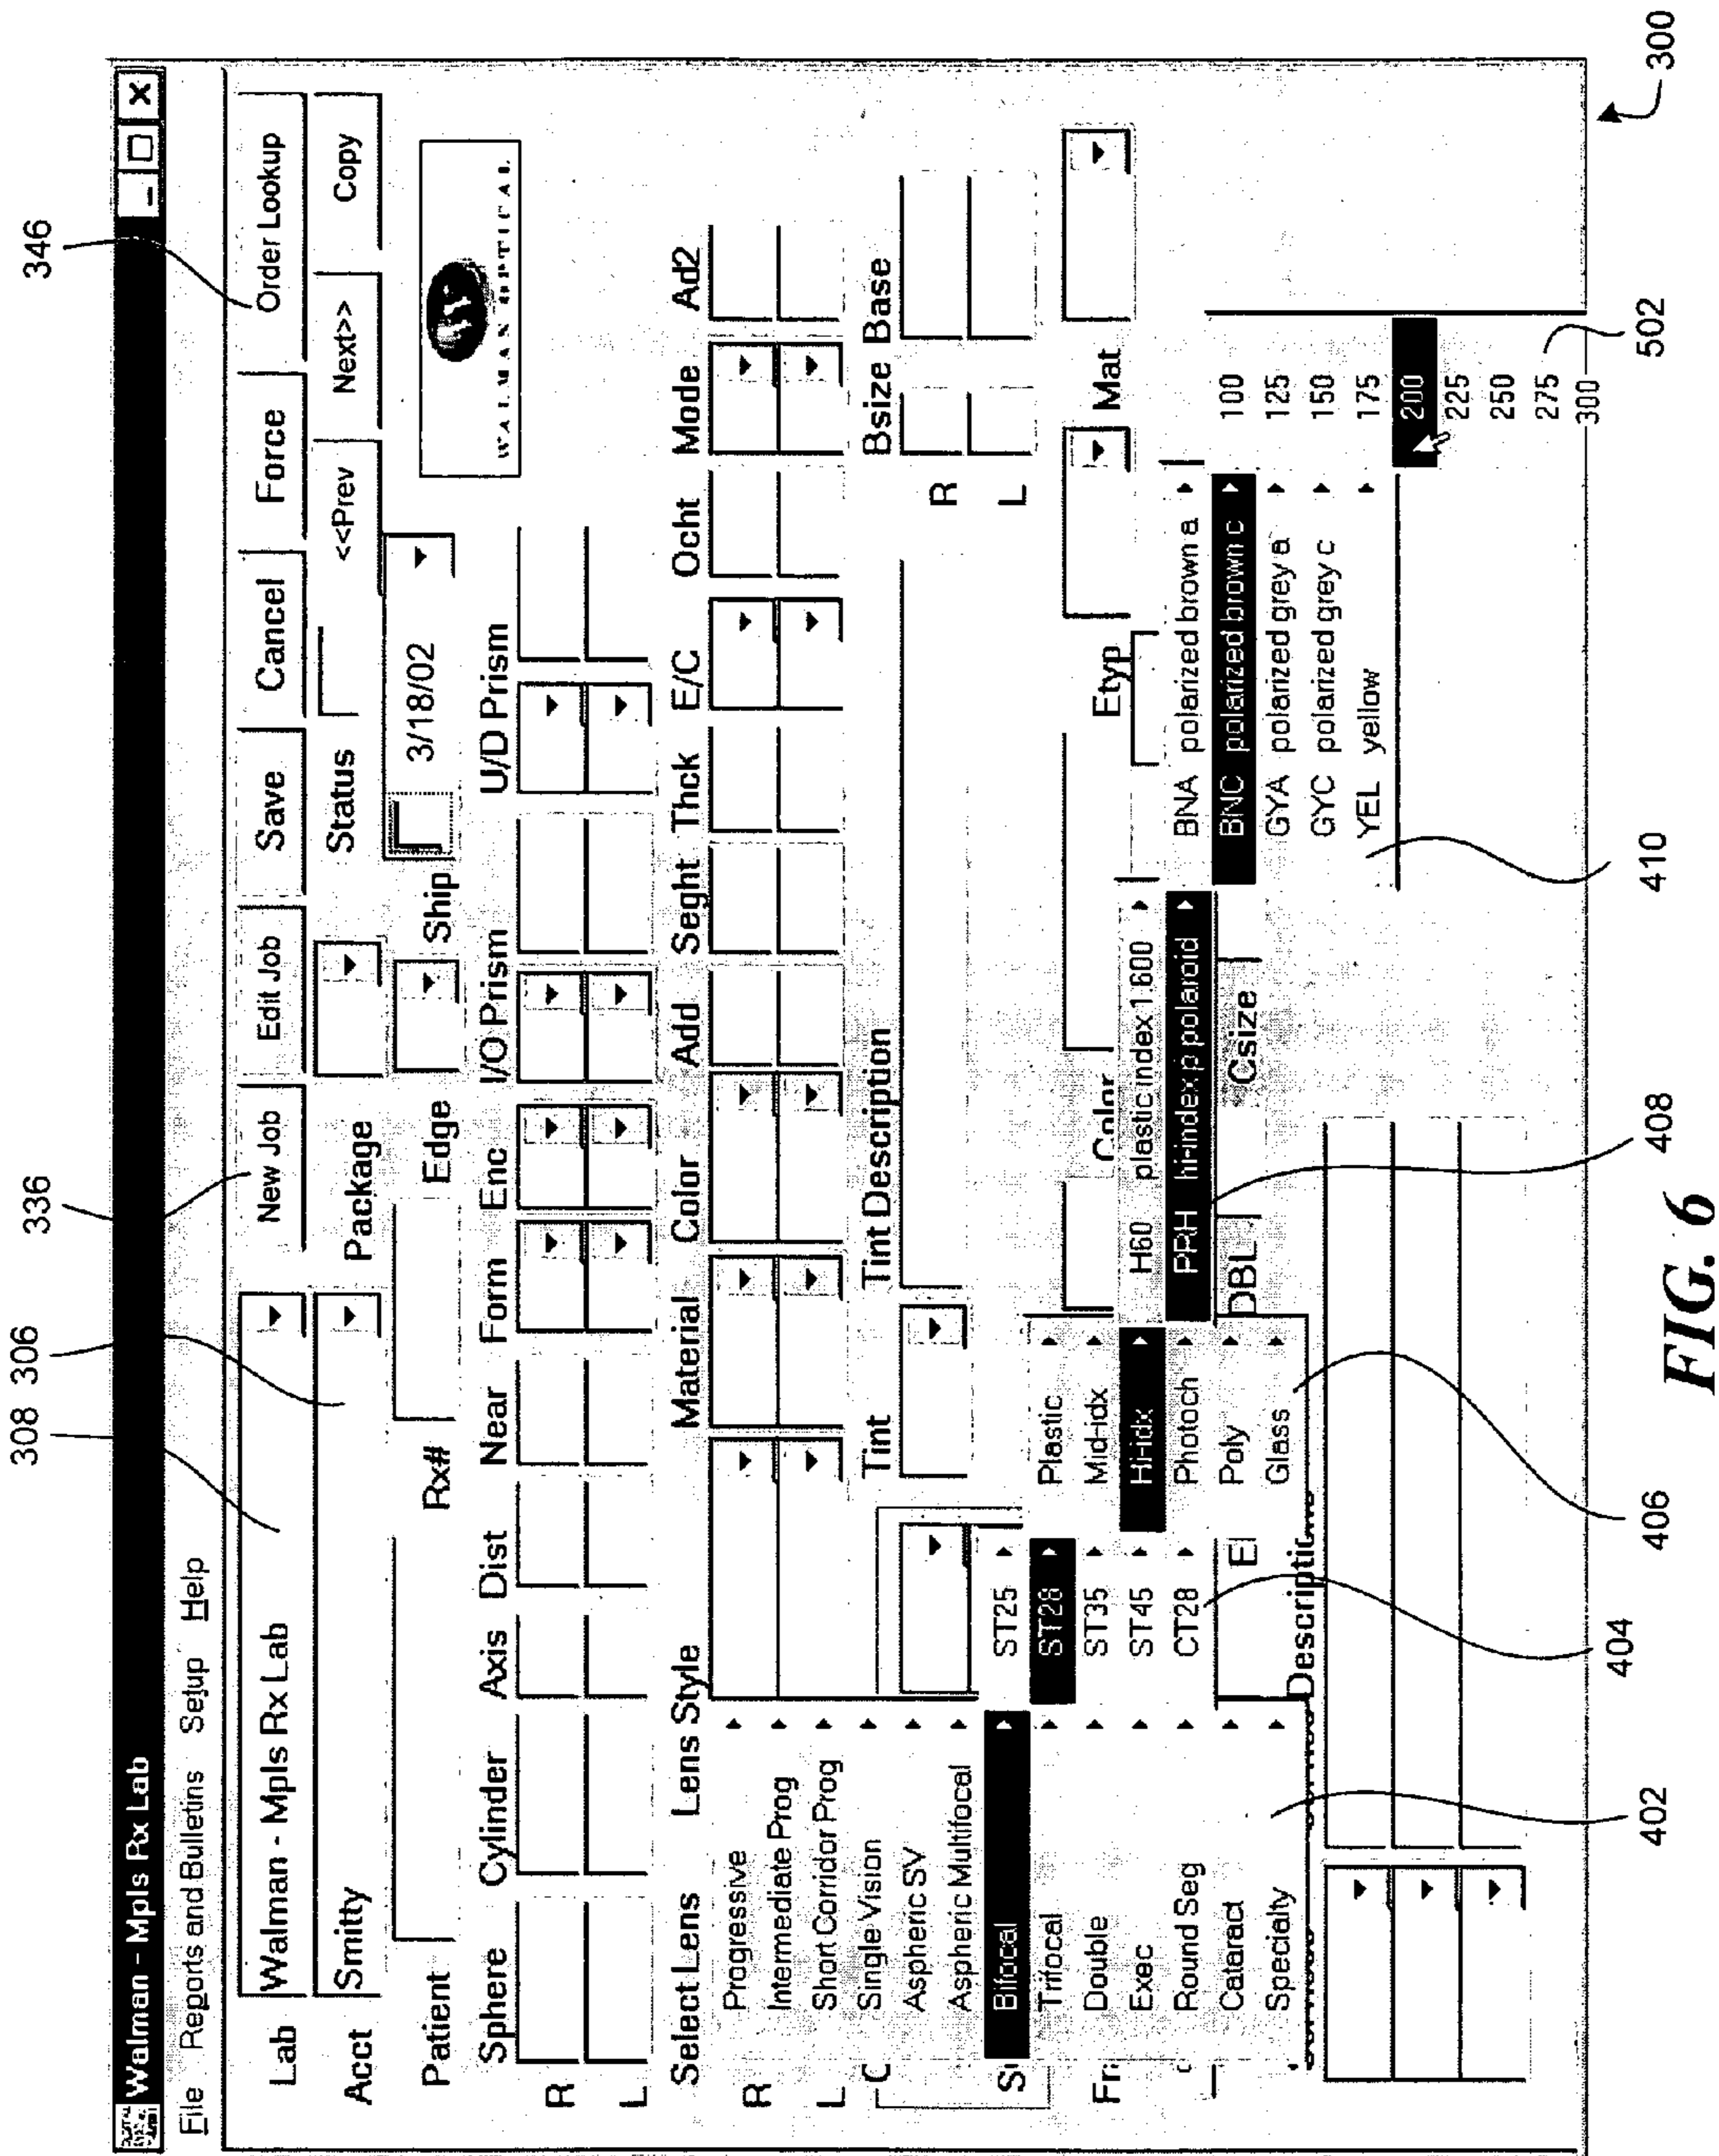 346
336
306
308
Walman - Mpls Rx Lab
File Reports and Bulletins Setup Help
Lab Walman - Mpls Rx Lab New Job Edit Job Save Cancel Force Order Lookup
Acct Smitty Package Status <<Prev Next>> Copy
Patient Rx# Edge Ship 3/18/02
WALMAN OPTICAL
Sphere Cylinder Axis Dist Near Form Enc I/O Prism U/D Prism
R
L
Select Lens Lens Style Material Color Add Seght Thck E/C Ocht Mode Ad2
R
L
Progressive
Intermediate Prog
Short Corridor Prog
Single Vision
Aspheric SV
Aspheric Multifocal
Bifocal
Trifocal
Double
Exec
Round Seg
Cataract
Specialty
Tint Tint Description Bsize Base
R
L
ST25
ST28
ST35
ST45
CT28
Plastic
Mid-idx
Hi-idx
Photoch
Poly
Glass
Color Etyp Mat
H60 plastic index 1.600
PPH hi-index p polaroid
DBL Csize
BNA polarized brown a
BNC polarized brown c
GYA polarized grey a
GYC polarized grey c
YEL yellow
100
125
150
175
200
225
250
275
300
Description
402
404
406
408
410
502
300
FIG. 6